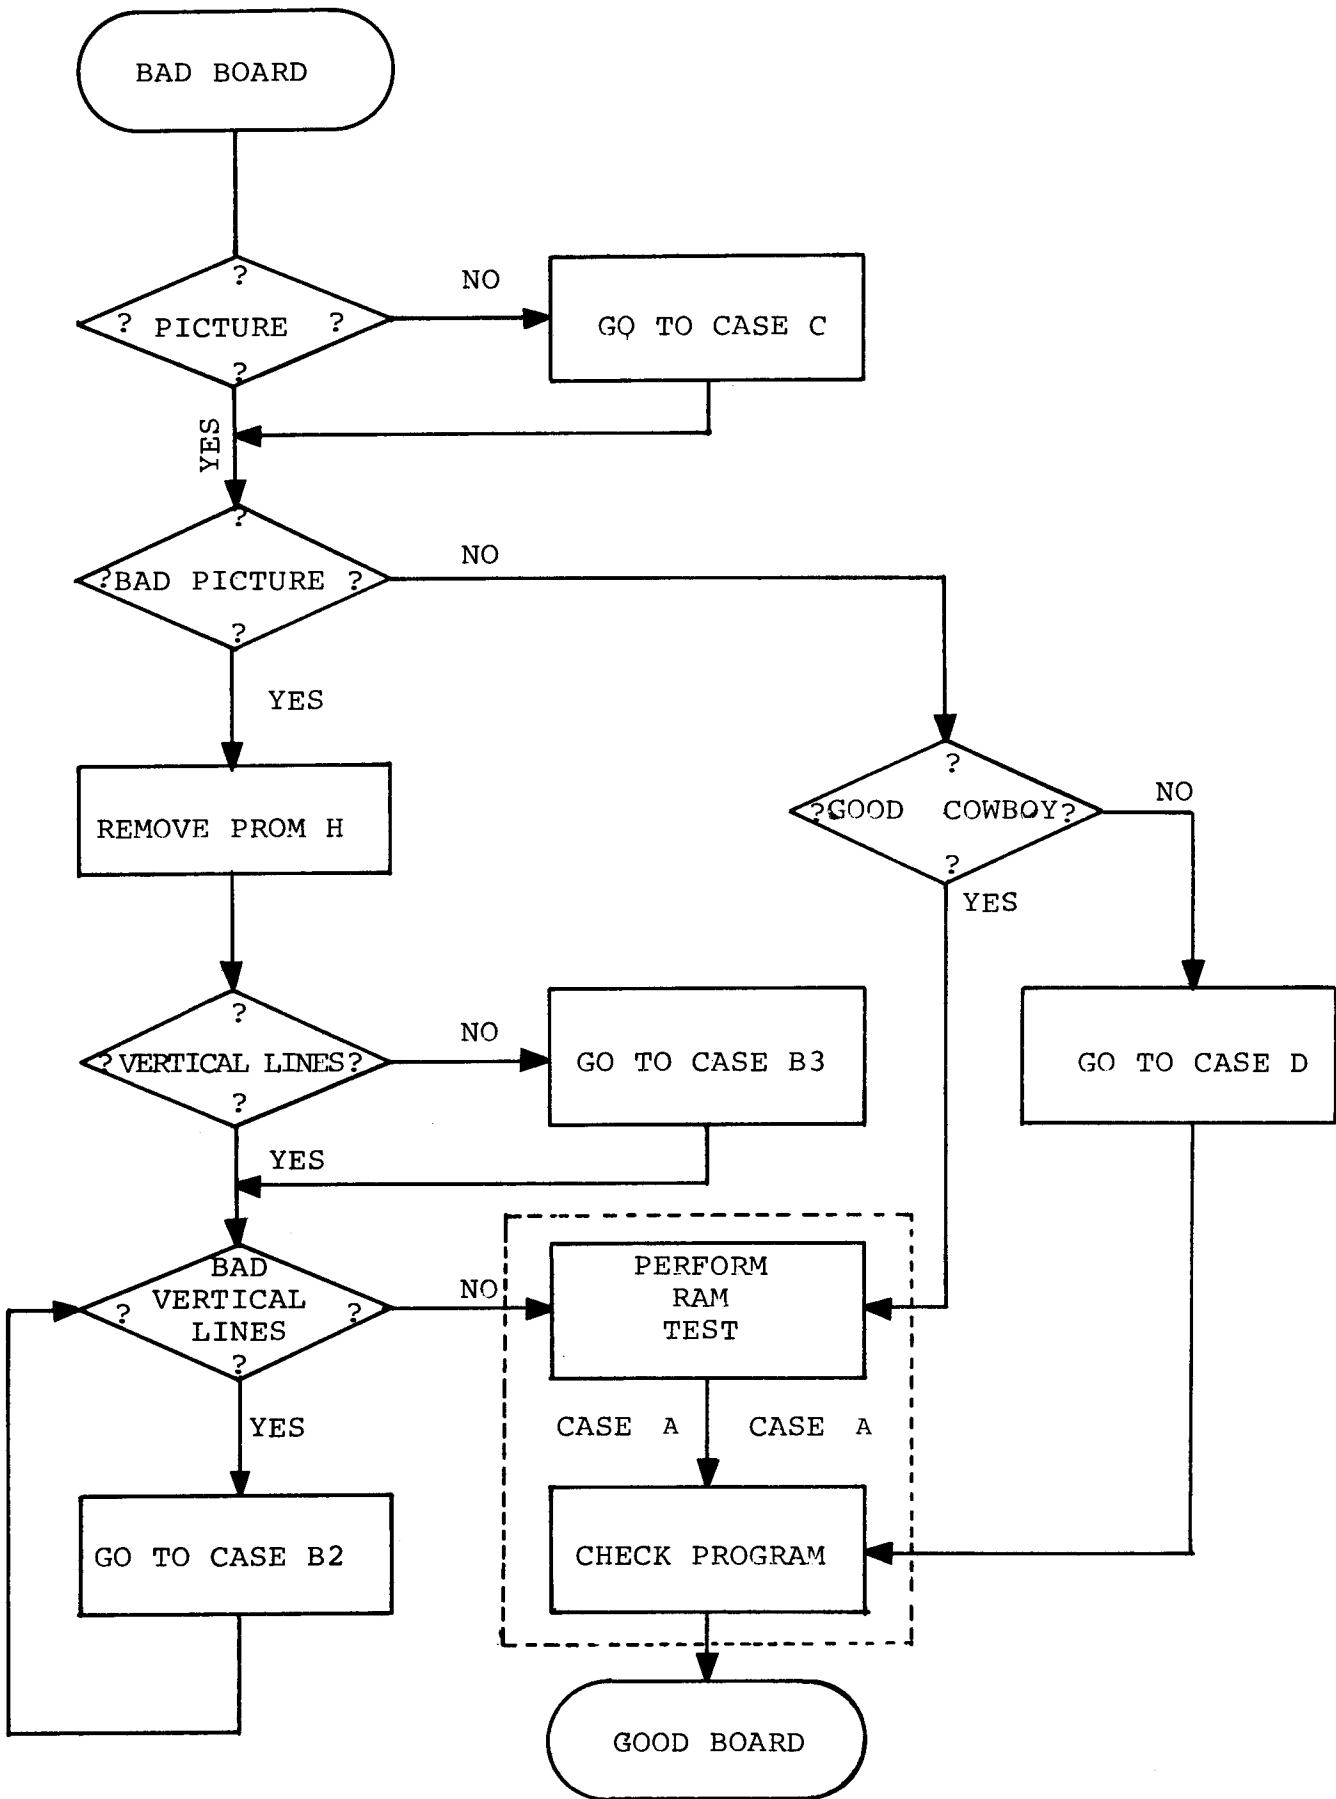 BAD BOARD
?
NO
? PICTURE ?
GO TO CASE C
?
YES
?
NO
?BAD PICTURE ?
?
YES
?
NO
?GOOD COWBOY?
REMOVE PROM H
?
YES
?
NO
?VERTICAL LINES?
GO TO CASE B3
GO TO CASE D
?
YES
BAD
VERTICAL
? ?
LINES
?
NO
PERFORM
RAM
TEST
YES
CASE A CASE A
GO TO CASE B2
CHECK PROGRAM
GOOD BOARD